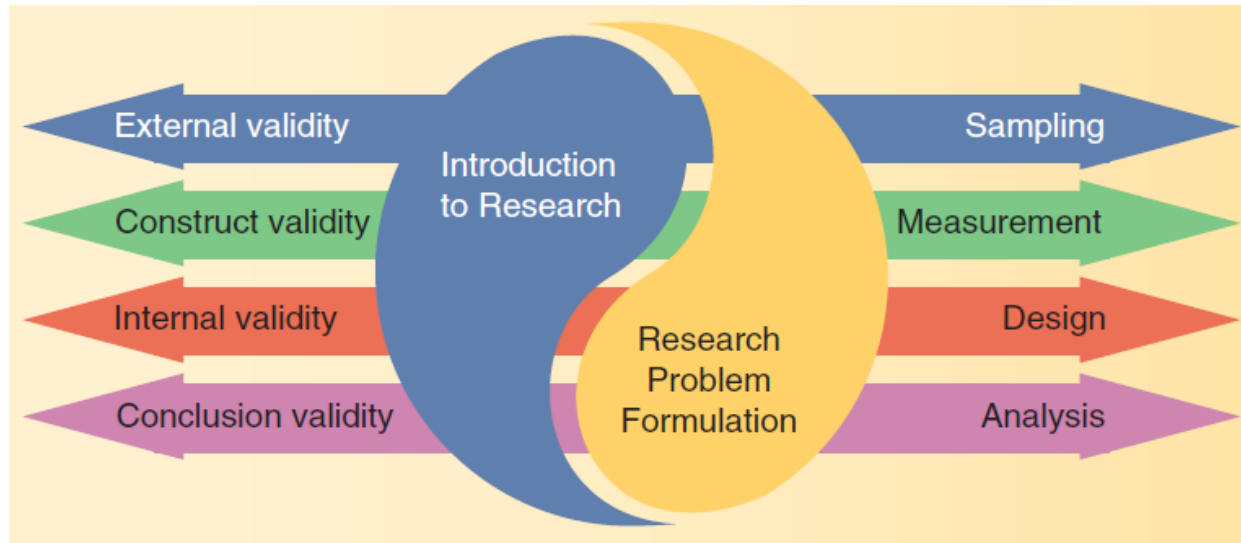 External validity
Sampling
Introduction
to Research
Construct validity
Measurement
Internal validity
Design
Research
Problem
Formulation
Conclusion validity
Analysis